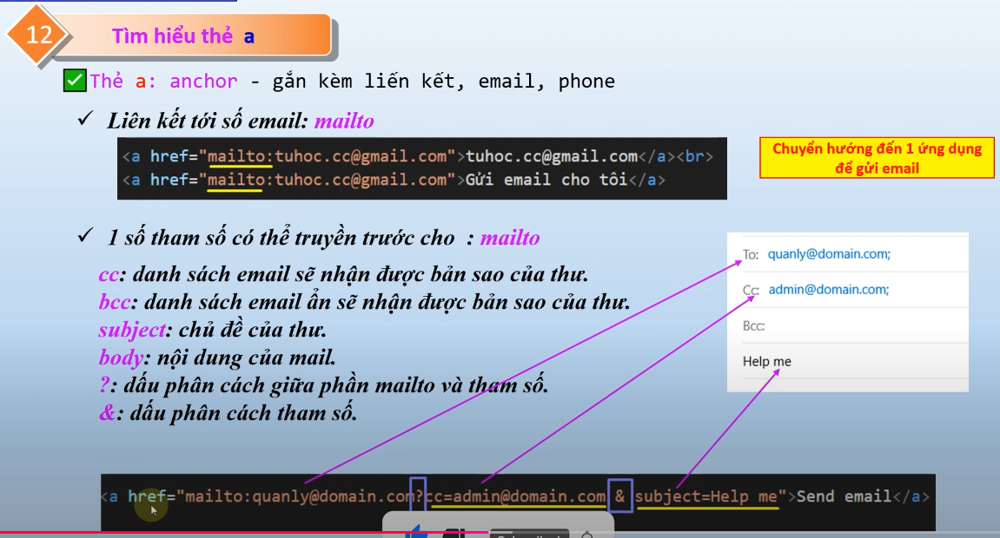 12
Tìm hiểu thẻ a
Thẻ a: anchor - gắn kèm liến kết, email, phone
✓ Liên kết tới số email: mailto
<a href="mailto:tuhoc.cc@gmail.com">tuhoc.cc@gmail.com</a><br>
<a href="mailto:tuhoc.cc@gmail.com">Gửi email cho tôi</a>
Chuyển hướng đến 1 ứng dụng
để gửi email
✓ 1 số tham số có thể truyền trước cho : mailto
cc: danh sách email sẽ nhận được bản sao của thư.
bcc: danh sách email ẩn sẽ nhận được bản sao của thư.
subject: chủ đề của thư.
body: nội dung của mail.
?: dấu phân cách giữa phần mailto và tham số.
&: dấu phân cách tham số.
To: quanly@domain.com;
Cc: admin@domain.com;
Bcc:
Help me
<a href="mailto:quanly@domain.com?cc=admin@domain.com & subject=Help me">Send email</a>